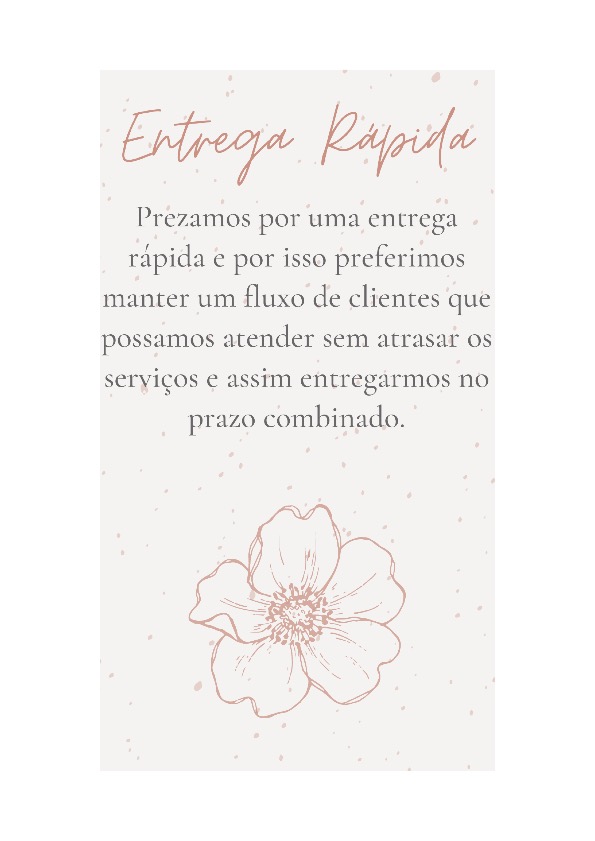 Entrega Rápida
Prezamos por uma entrega
rápida e por isso preferimos
manter um fluxo de clientes que
possamos atender sem atrasar os
serviços e assim entregarmos no
prazo combinado.